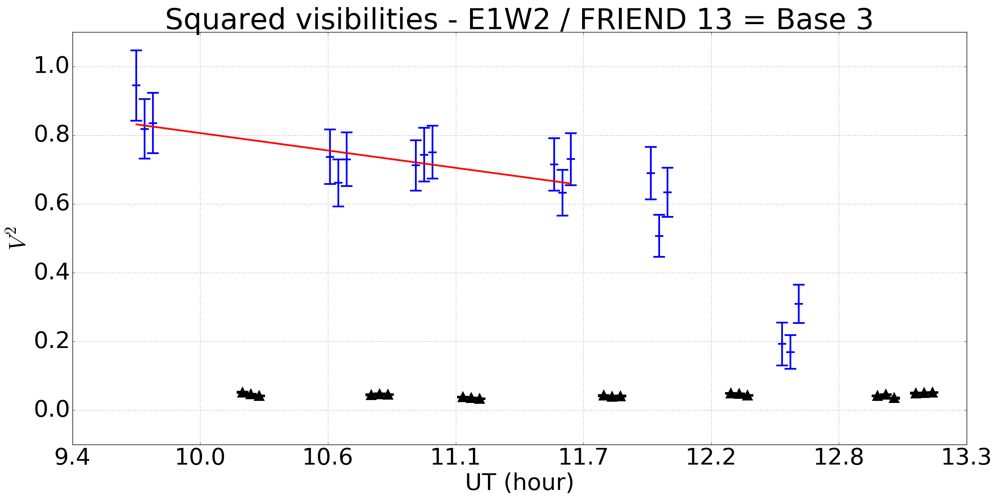 Squared visibilities - E1W2 / FRIEND 13 = Base 3
1.0
0.8
0.6
0.4
0.2
0.0
V²
9.4 10.0 10.6 11.1 11.7 12.2 12.8 13.3
UT (hour)